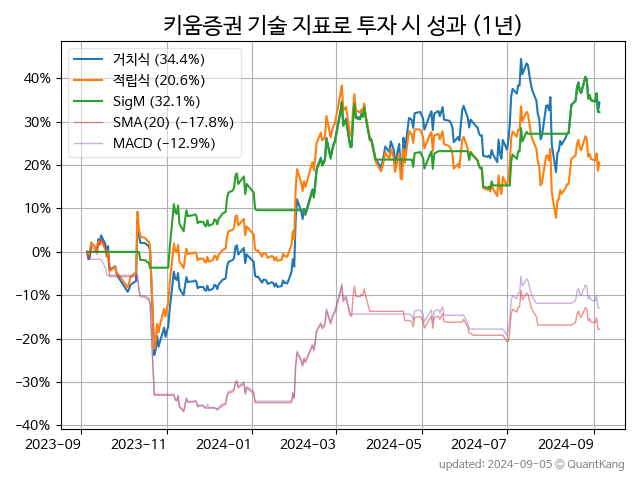 키움증권 기술 지표로 투자 시 성과 (1년)
거치식 (34.4%)
적립식 (20.6%)
SigM (32.1%)
SMA(20) (−17.8%)
MACD (−12.9%)
40%
30%
20%
10%
0%
−10%
−20%
−30%
−40%
2023-09 2023-11 2024-01 2024-03 2024-05 2024-07 2024-09
updated: 2024-09-05 © QuantKang